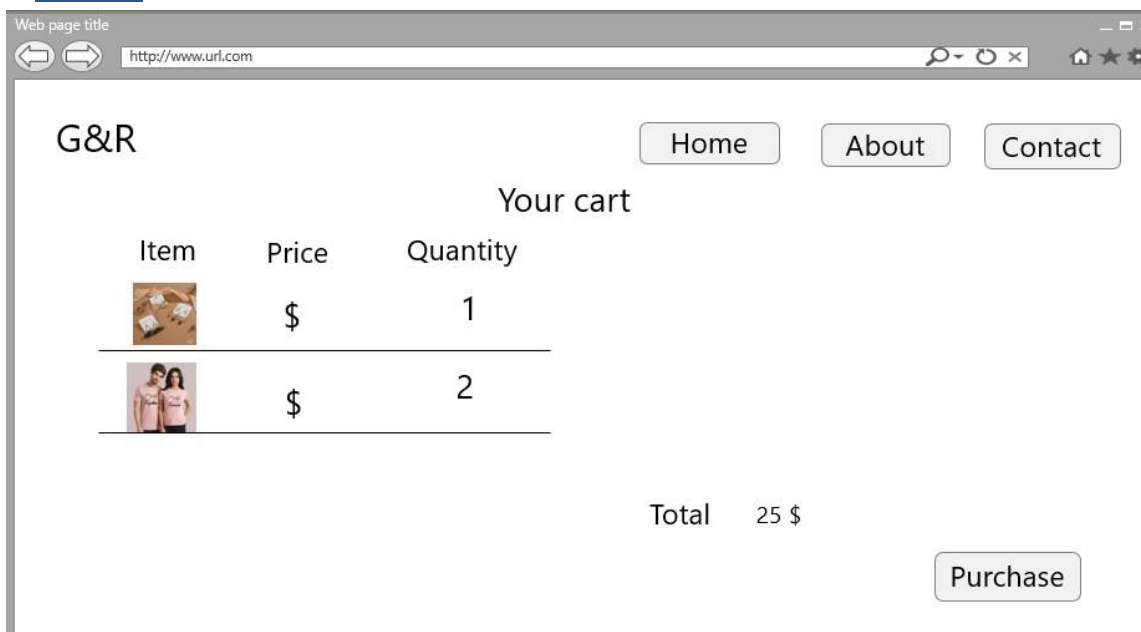 Web page title
http://www.url.com
G&R
Home About Contact
Your cart
Item Price Quantity
$ 1
$ 2
Total 25 $
Purchase